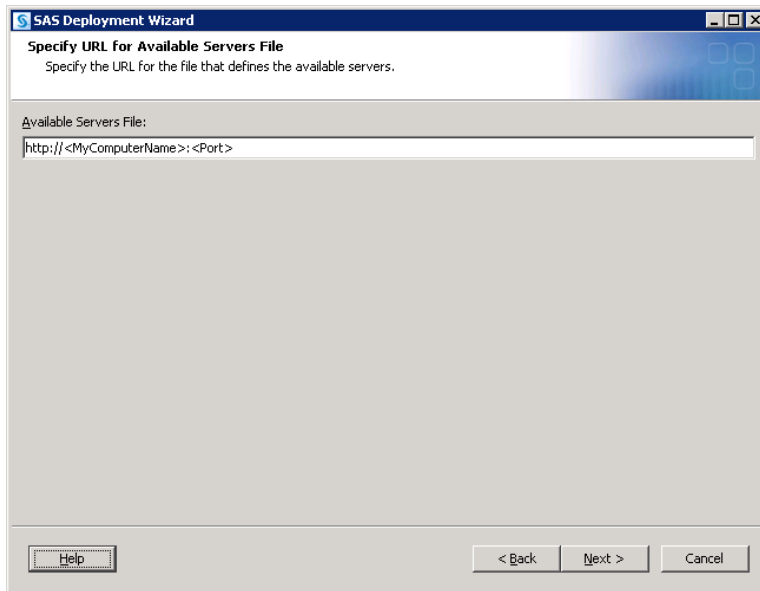 SAS Deployment Wizard
Specify URL for Available Servers File
Specify the URL for the file that defines the available servers.
Available Servers File:
http://<MyComputerName>:<Port>
Help
< Back
Next >
Cancel